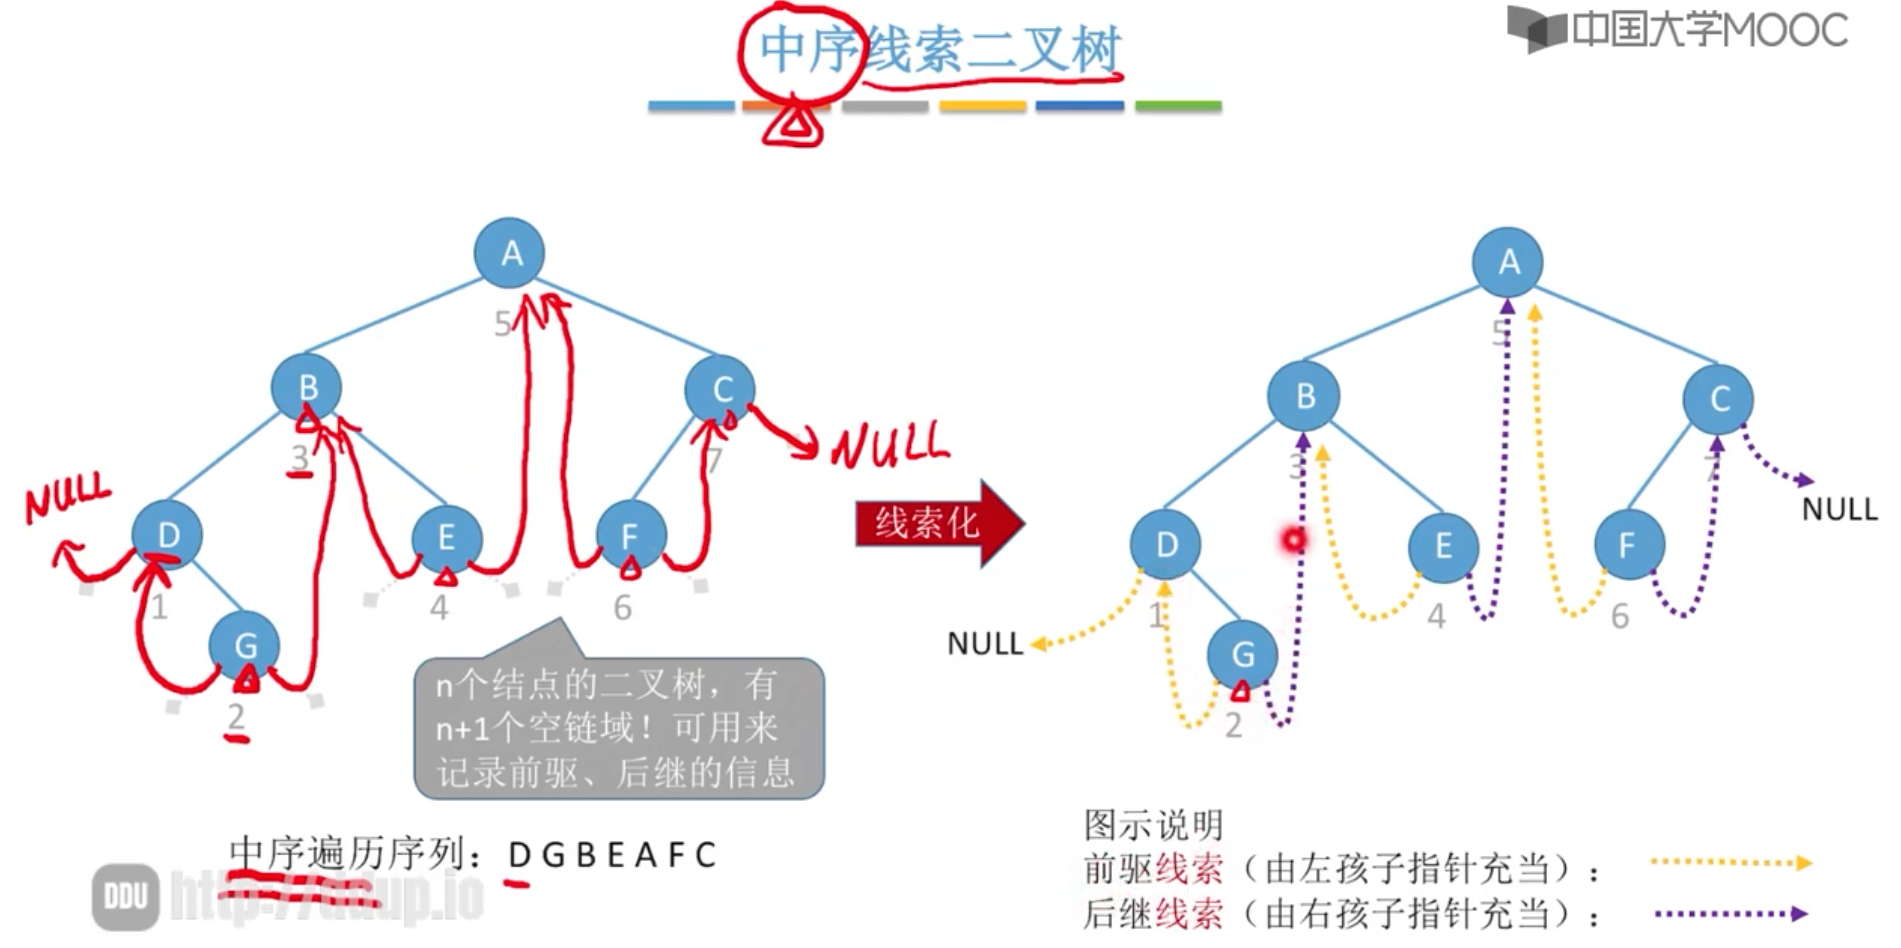 中序线索二叉树
中国大学MOOC
A
5
B
3
C
7
NULL
NULL
D
1
E
4
F
6
G
2
n个结点的二叉树，有
n+1个空链域！可用来
记录前驱、后继的信息
中序遍历序列：D G B E A F C
DDU http://ddup.io
线索化
A
5
B
3
C
7
NULL
D
1
E
4
F
6
NULL
G
2
图示说明
前驱线索（由左孩子指针充当）：
后继线索（由右孩子指针充当）：